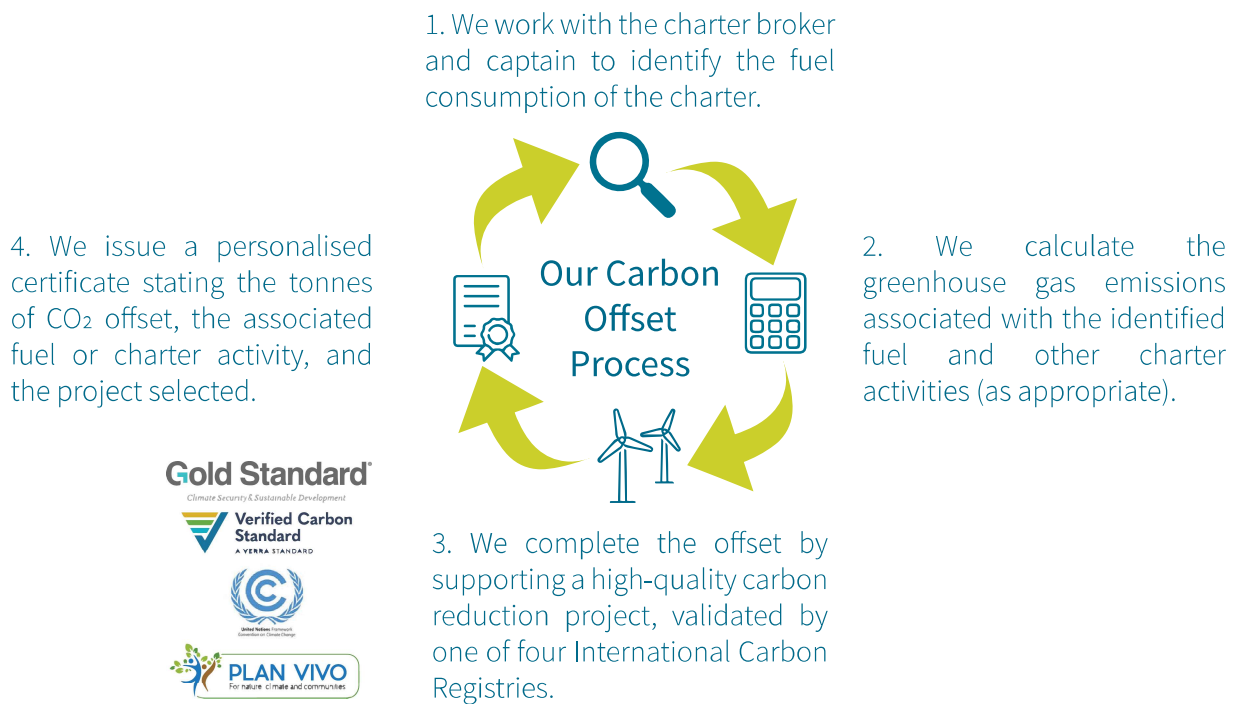 1. We work with the charter broker
and captain to identify the fuel
consumption of the charter.
Our Carbon
Offset
Process
2. We calculate the
greenhouse gas emissions
associated with the identified
fuel and other charter
activities (as appropriate).
3. We complete the offset by
supporting a high-quality carbon
reduction project, validated by
one of four International Carbon
Registries.
4. We issue a personalised
certificate stating the tonnes
of CO₂ offset, the associated
fuel or charter activity, and
the project selected.
Gold Standard®
Climate Security & Sustainable Development
Verified Carbon
Standard
A VERRA STANDARD
United Nations Framework
Convention on Climate Change
PLAN VIVO
For nature climate and communities